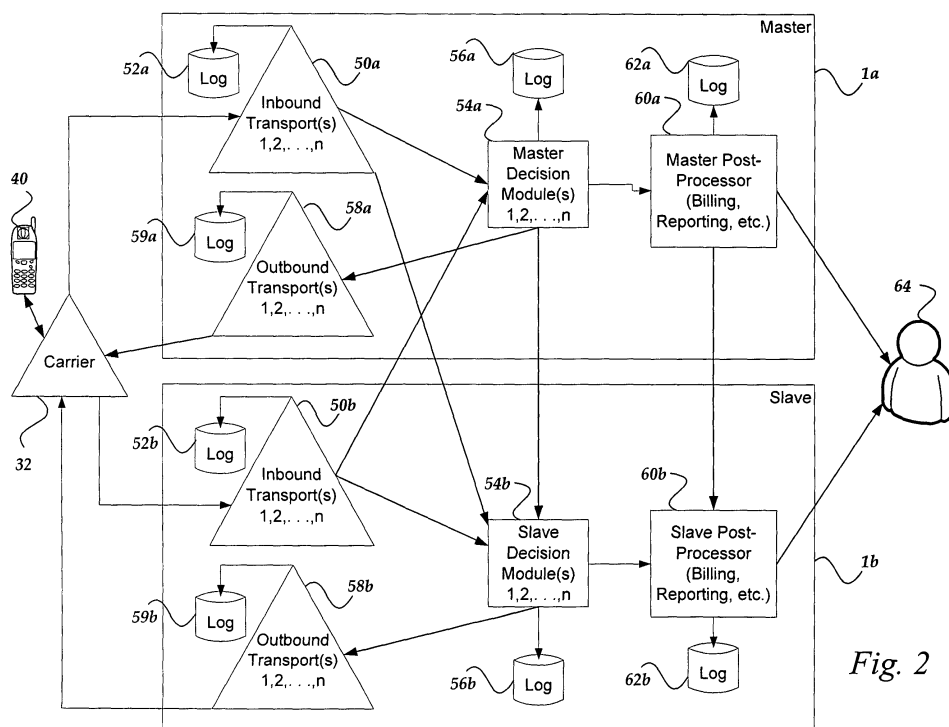 Master
52a
Log
50a
Inbound
Transport(s)
1,2,. . .,n
56a
Log
54a
Master
Decision
Module(s)
1,2,. . .,n
62a
Log
60a
Master Post-
Processor
(Billing,
Reporting,
etc.)
1a
40
59a
Log
58a
Outbound
Transport(s)
1,2,. . .,n
64
Carrier
32
Slave
52b
Log
50b
Inbound
Transport(s)
1,2,. . .,n
54b
Slave
Decision
Module(s)
1,2,. . .,n
60b
Slave Post-
Processor
(Billing,
Reporting, etc.)
1b
59b
Log
58b
Outbound
Transport(s)
1,2,. . .,n
56b
Log
62b
Log
Fig. 2